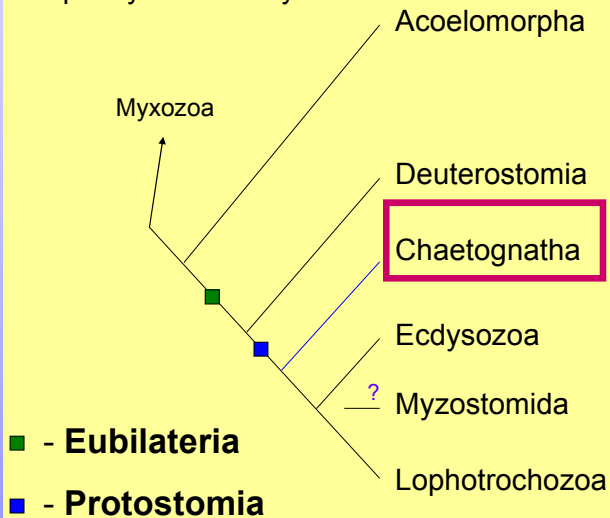 Acoelomorpha
Myxozoa
Deuterostomia
Chaetognatha
Ecdysozoa
? Myzostomida
- Eubilateria
Lophotrochozoa
- Protostomia